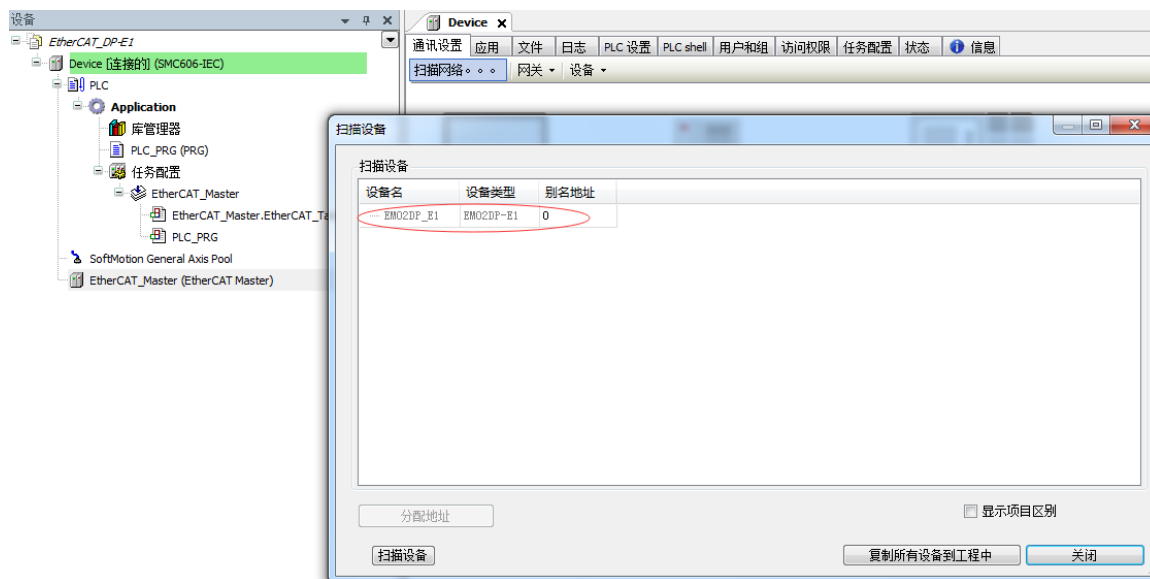 设备
EtherCAT_DP-E1
Device [连接的] (SMC606-IEC)
PLC
Application
库管理器
PLC_PRG (PRG)
任务配置
EtherCAT_Master
EtherCAT_Master.EtherCAT_Ta
PLC_PRG
SoftMotion General Axis Pool
EtherCAT_Master (EtherCAT Master)
Device
通讯设置 应用 文件 日志 PLC 设置 PLC shell 用户和组 访问权限 任务配置 状态 信息
扫描网络。。。 网关 设备
扫描设备
扫描设备
设备名 设备类型 别名地址
EM02DP_E1 EM02DP-E1 0
分配地址 显示项目区别
扫描设备 复制所有设备到工程中 关闭